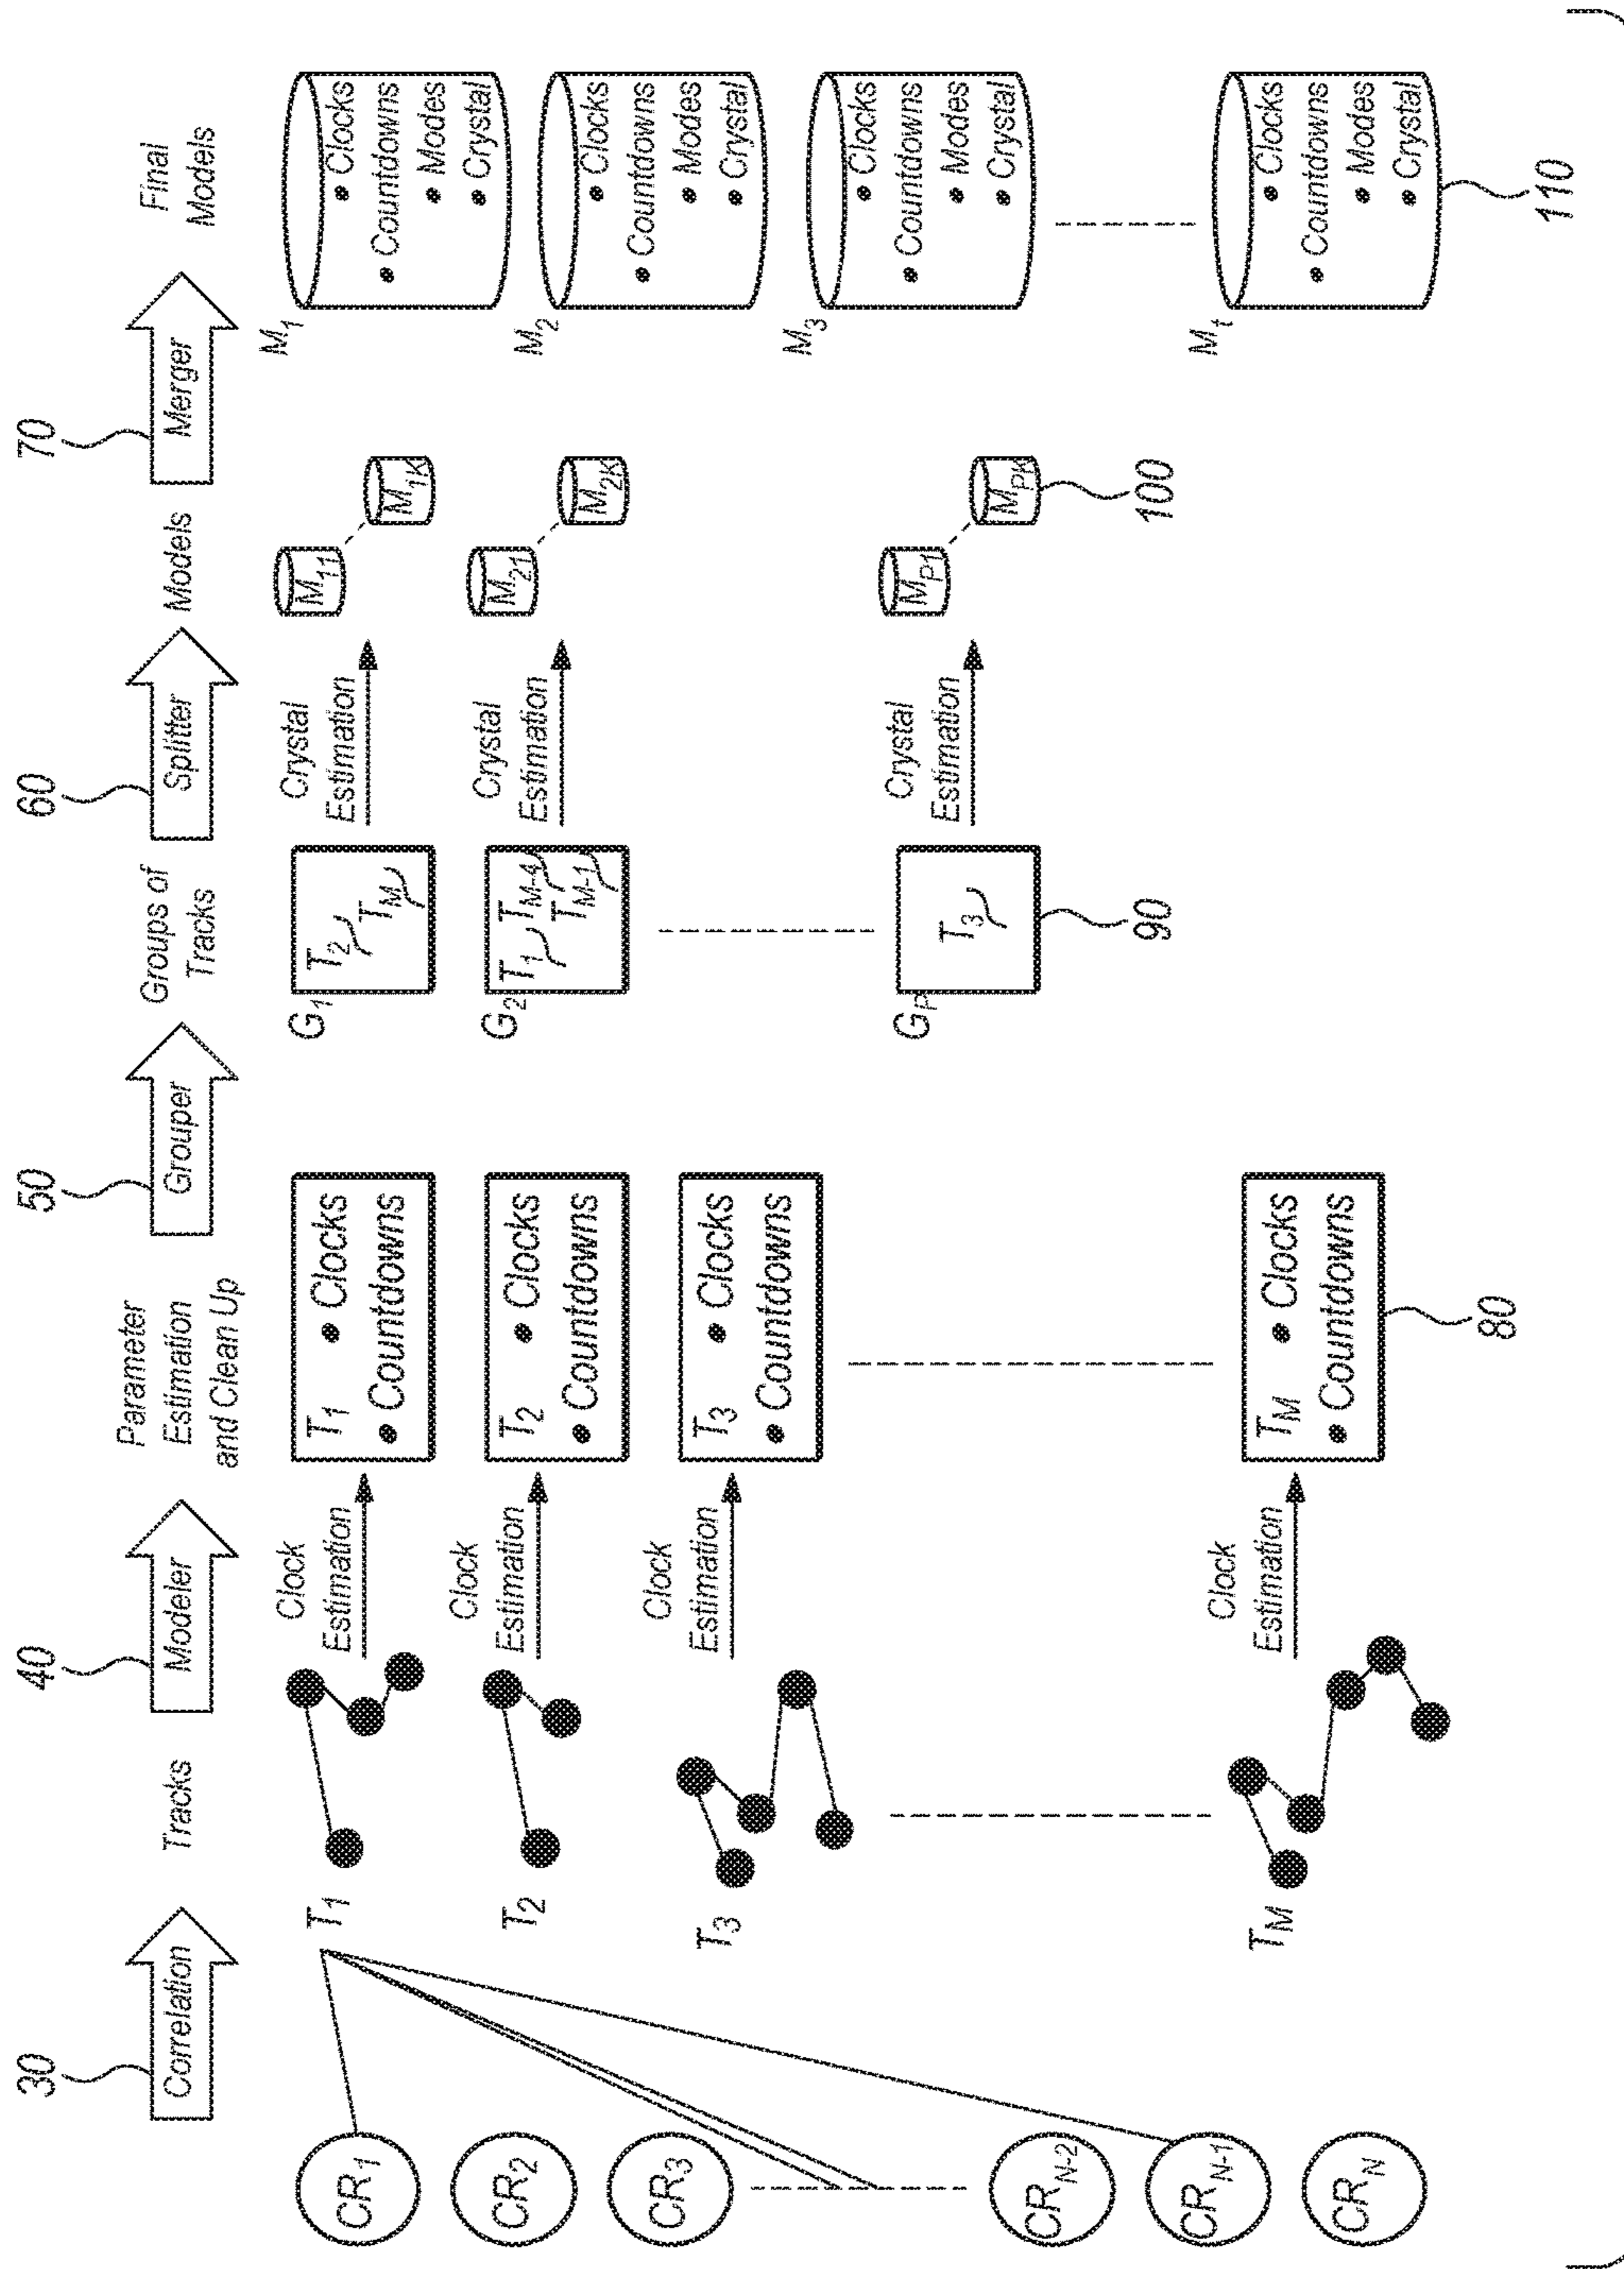 30
40
50
60
70
Correlation
Tracks
Modeler
Parameter
Estimation
and Clean Up
Grouper
Groups of
Tracks
Splitter
Models
Merger
Final
Models
CR1
CR2
CR3
CRN-2
CRN-1
CRN
T1
T2
T3
TM
Clock
Estimation
Clock
Estimation
Clock
Estimation
Clock
Estimation
T1 • Clocks
• Countdowns
T2 • Clocks
• Countdowns
T3 • Clocks
• Countdowns
TM • Clocks
• Countdowns
80
G1
T2
TM
G2
T1 TM-4
TM-1
GP
T3
90
Crystal
Estimation
Crystal
Estimation
Crystal
Estimation
M11
M1K
M21
M2K
MP1
MPK
100
M1
• Clocks
• Countdowns
• Modes
• Crystal
M2
• Clocks
• Countdowns
• Modes
• Crystal
M3
• Clocks
• Countdowns
• Modes
• Crystal
Mt
• Clocks
• Countdowns
• Modes
• Crystal
110